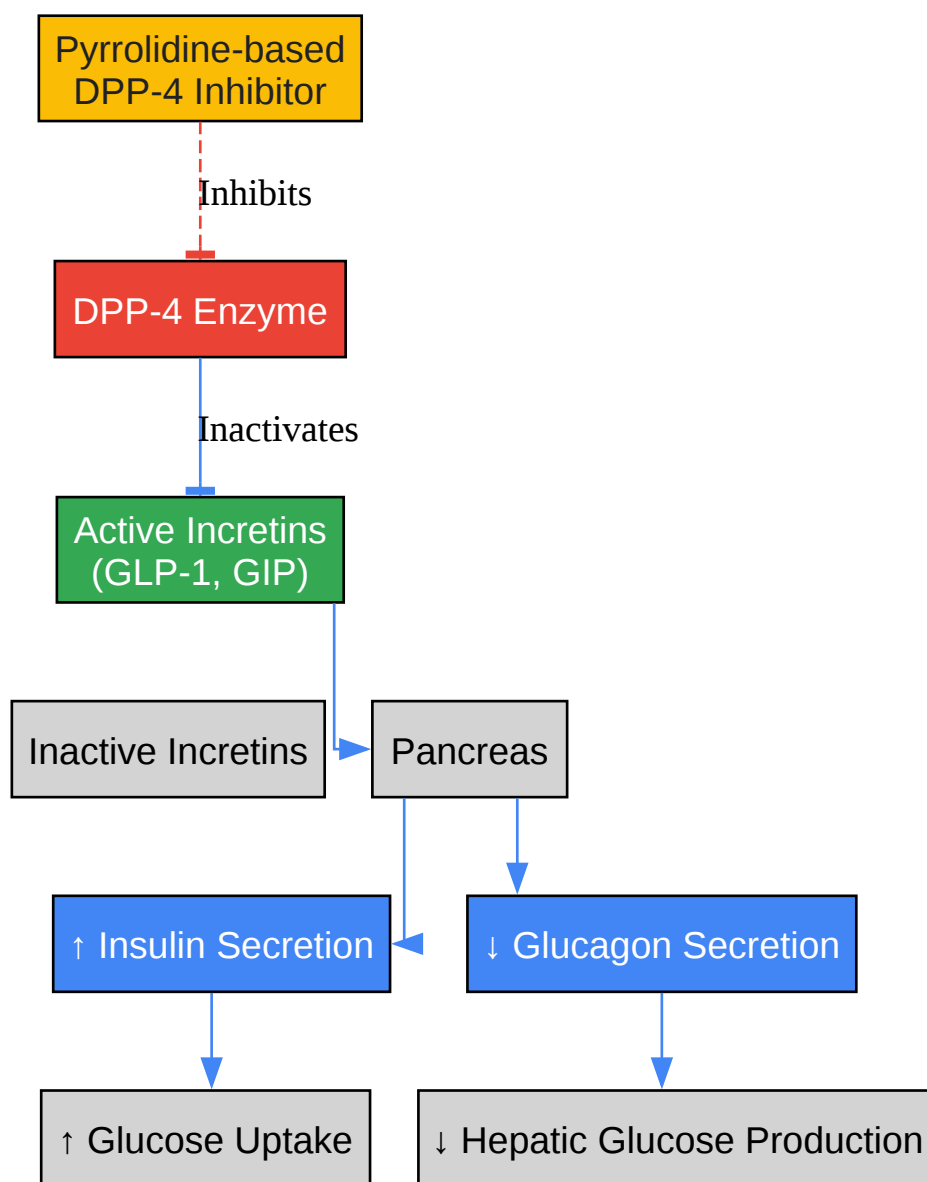 Pyrrolidine-based
DPP-4 Inhibitor
Inhibits
DPP-4 Enzyme
Inactivates
Active Incretins
(GLP-1, GIP)
Inactive Incretins
Pancreas
↑ Insulin Secretion
↓ Glucagon Secretion
↑ Glucose Uptake
↓ Hepatic Glucose Production